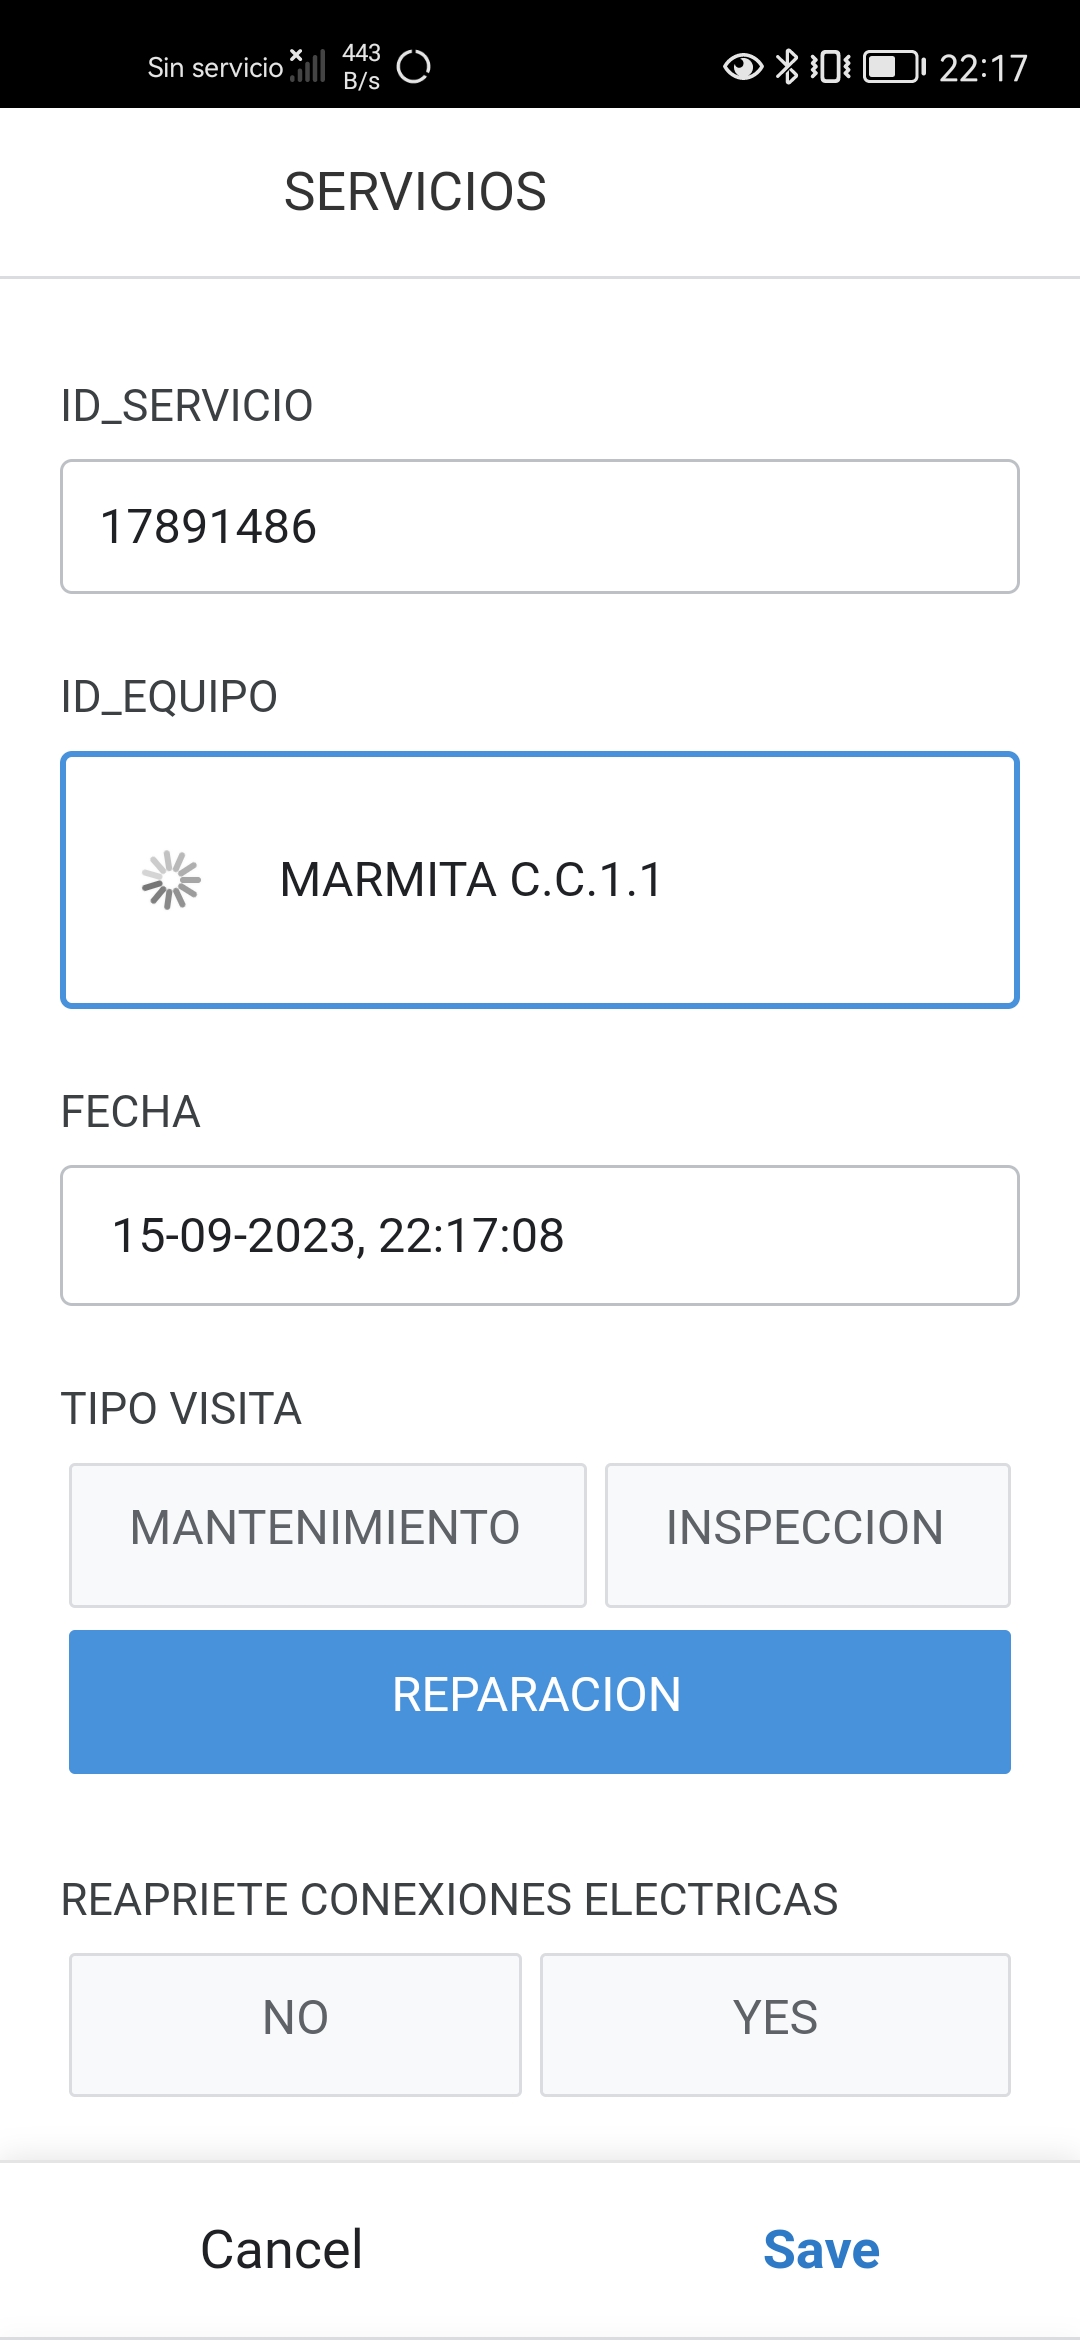 Sin servicio 443 B/s 22:17
SERVICIOS
ID_SERVICIO
17891486
ID_EQUIPO
MARMITA C.C.1.1
FECHA
15-09-2023, 22:17:08
TIPO VISITA
MANTENIMIENTO INSPECCION
REPARACION
REAPRIETE CONEXIONES ELECTRICAS
NO YES
Cancel Save